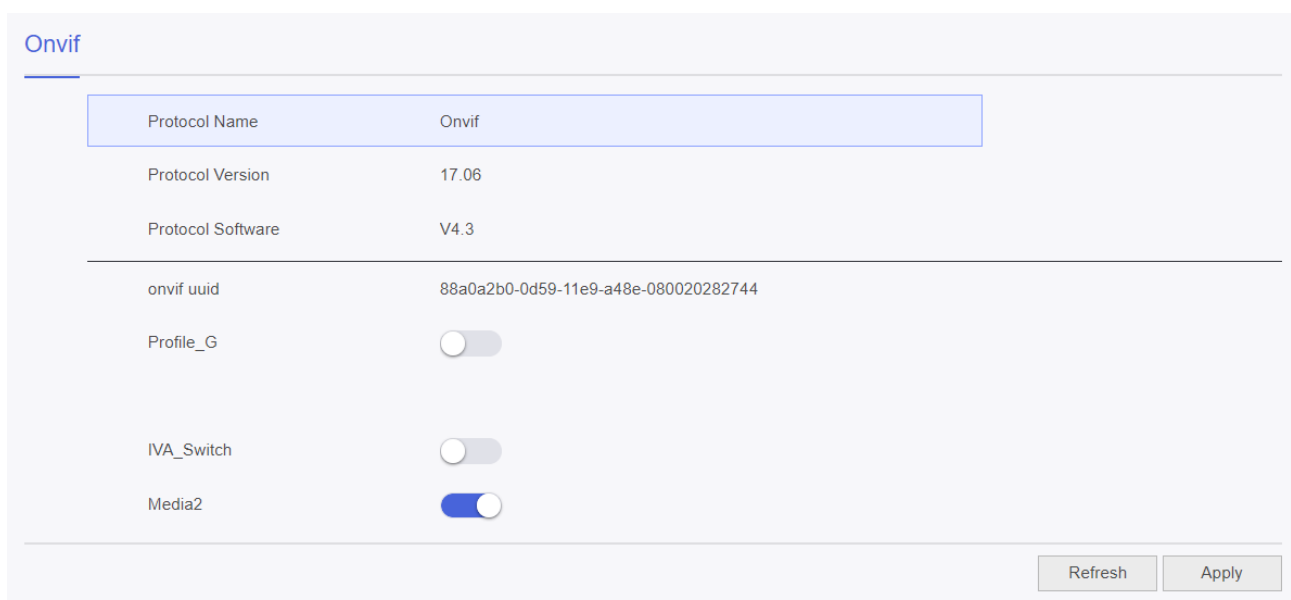 Onvif
Protocol Name Onvif
Protocol Version 17.06
Protocol Software V4.3
onvif uuid 88a0a2b0-0d59-11e9-a48e-080020282744
Profile_G
IVA_Switch
Media2
Refresh Apply